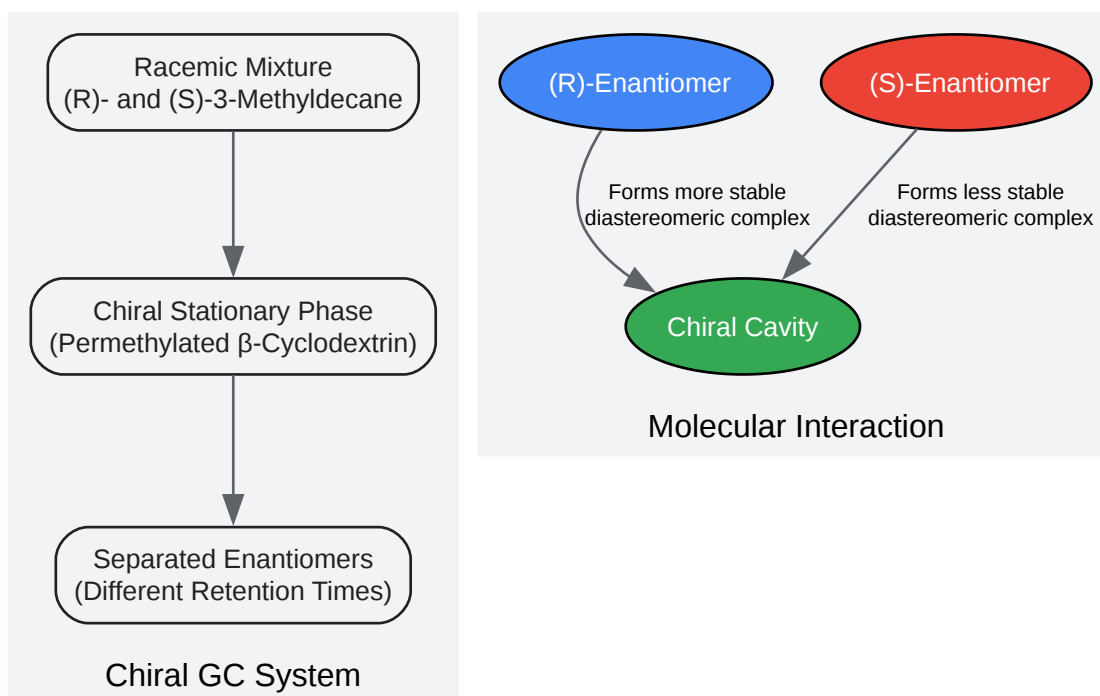 Racemic Mixture
(R)- and (S)-3-Methyldecane
Chiral Stationary Phase
(Permethylated β-Cyclodextrin)
Separated Enantiomers
(Different Retention Times)
Chiral GC System
(R)-Enantiomer
(S)-Enantiomer
Forms more stable
diastereomeric complex
Forms less stable
diastereomeric complex
Chiral Cavity
Molecular Interaction